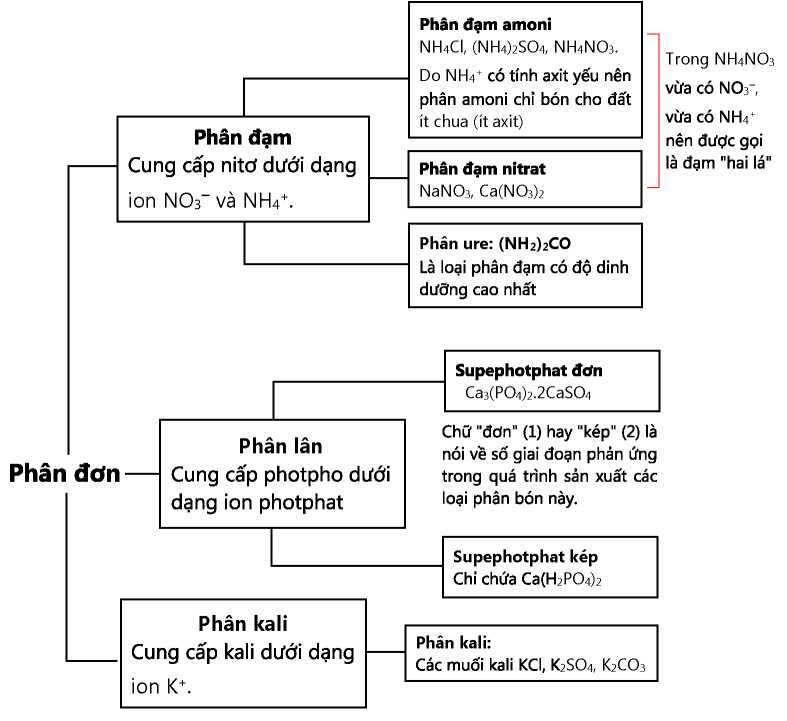 Phân đạm amoni
NH₄Cl, (NH₄)₂SO₄, NH₄NO₃.
Do NH₄⁺ có tính axit yếu nên
phân amoni chỉ bón cho đất
ít chua (ít axit)
Trong NH₄NO₃
vừa có NO₃⁻,
vừa có NH₄⁺
nên được gọi
là đạm "hai lá"
Phân đạm
Cung cấp nitơ dưới dạng
ion NO₃⁻ và NH₄⁺.
Phân đạm nitrat
NaNO₃, Ca(NO₃)₂
Phân ure: (NH₂)₂CO
Là loại phân đạm có độ dinh
dưỡng cao nhất
Phân đơn
Phân lân
Cung cấp photpho dưới
dạng ion photphat
Supephotphat đơn
Ca₃(PO₄)₂.2CaSO₄
Chữ "đơn" (1) hay "kép" (2) là
nói về số giai đoạn phản ứng
trong quá trình sản xuất các
loại phân bón này.
Supephotphat kép
Chỉ chứa Ca(H₂PO₄)₂
Phân kali
Cung cấp kali dưới dạng
ion K⁺.
Phân kali:
Các muối kali KCl, K₂SO₄, K₂CO₃